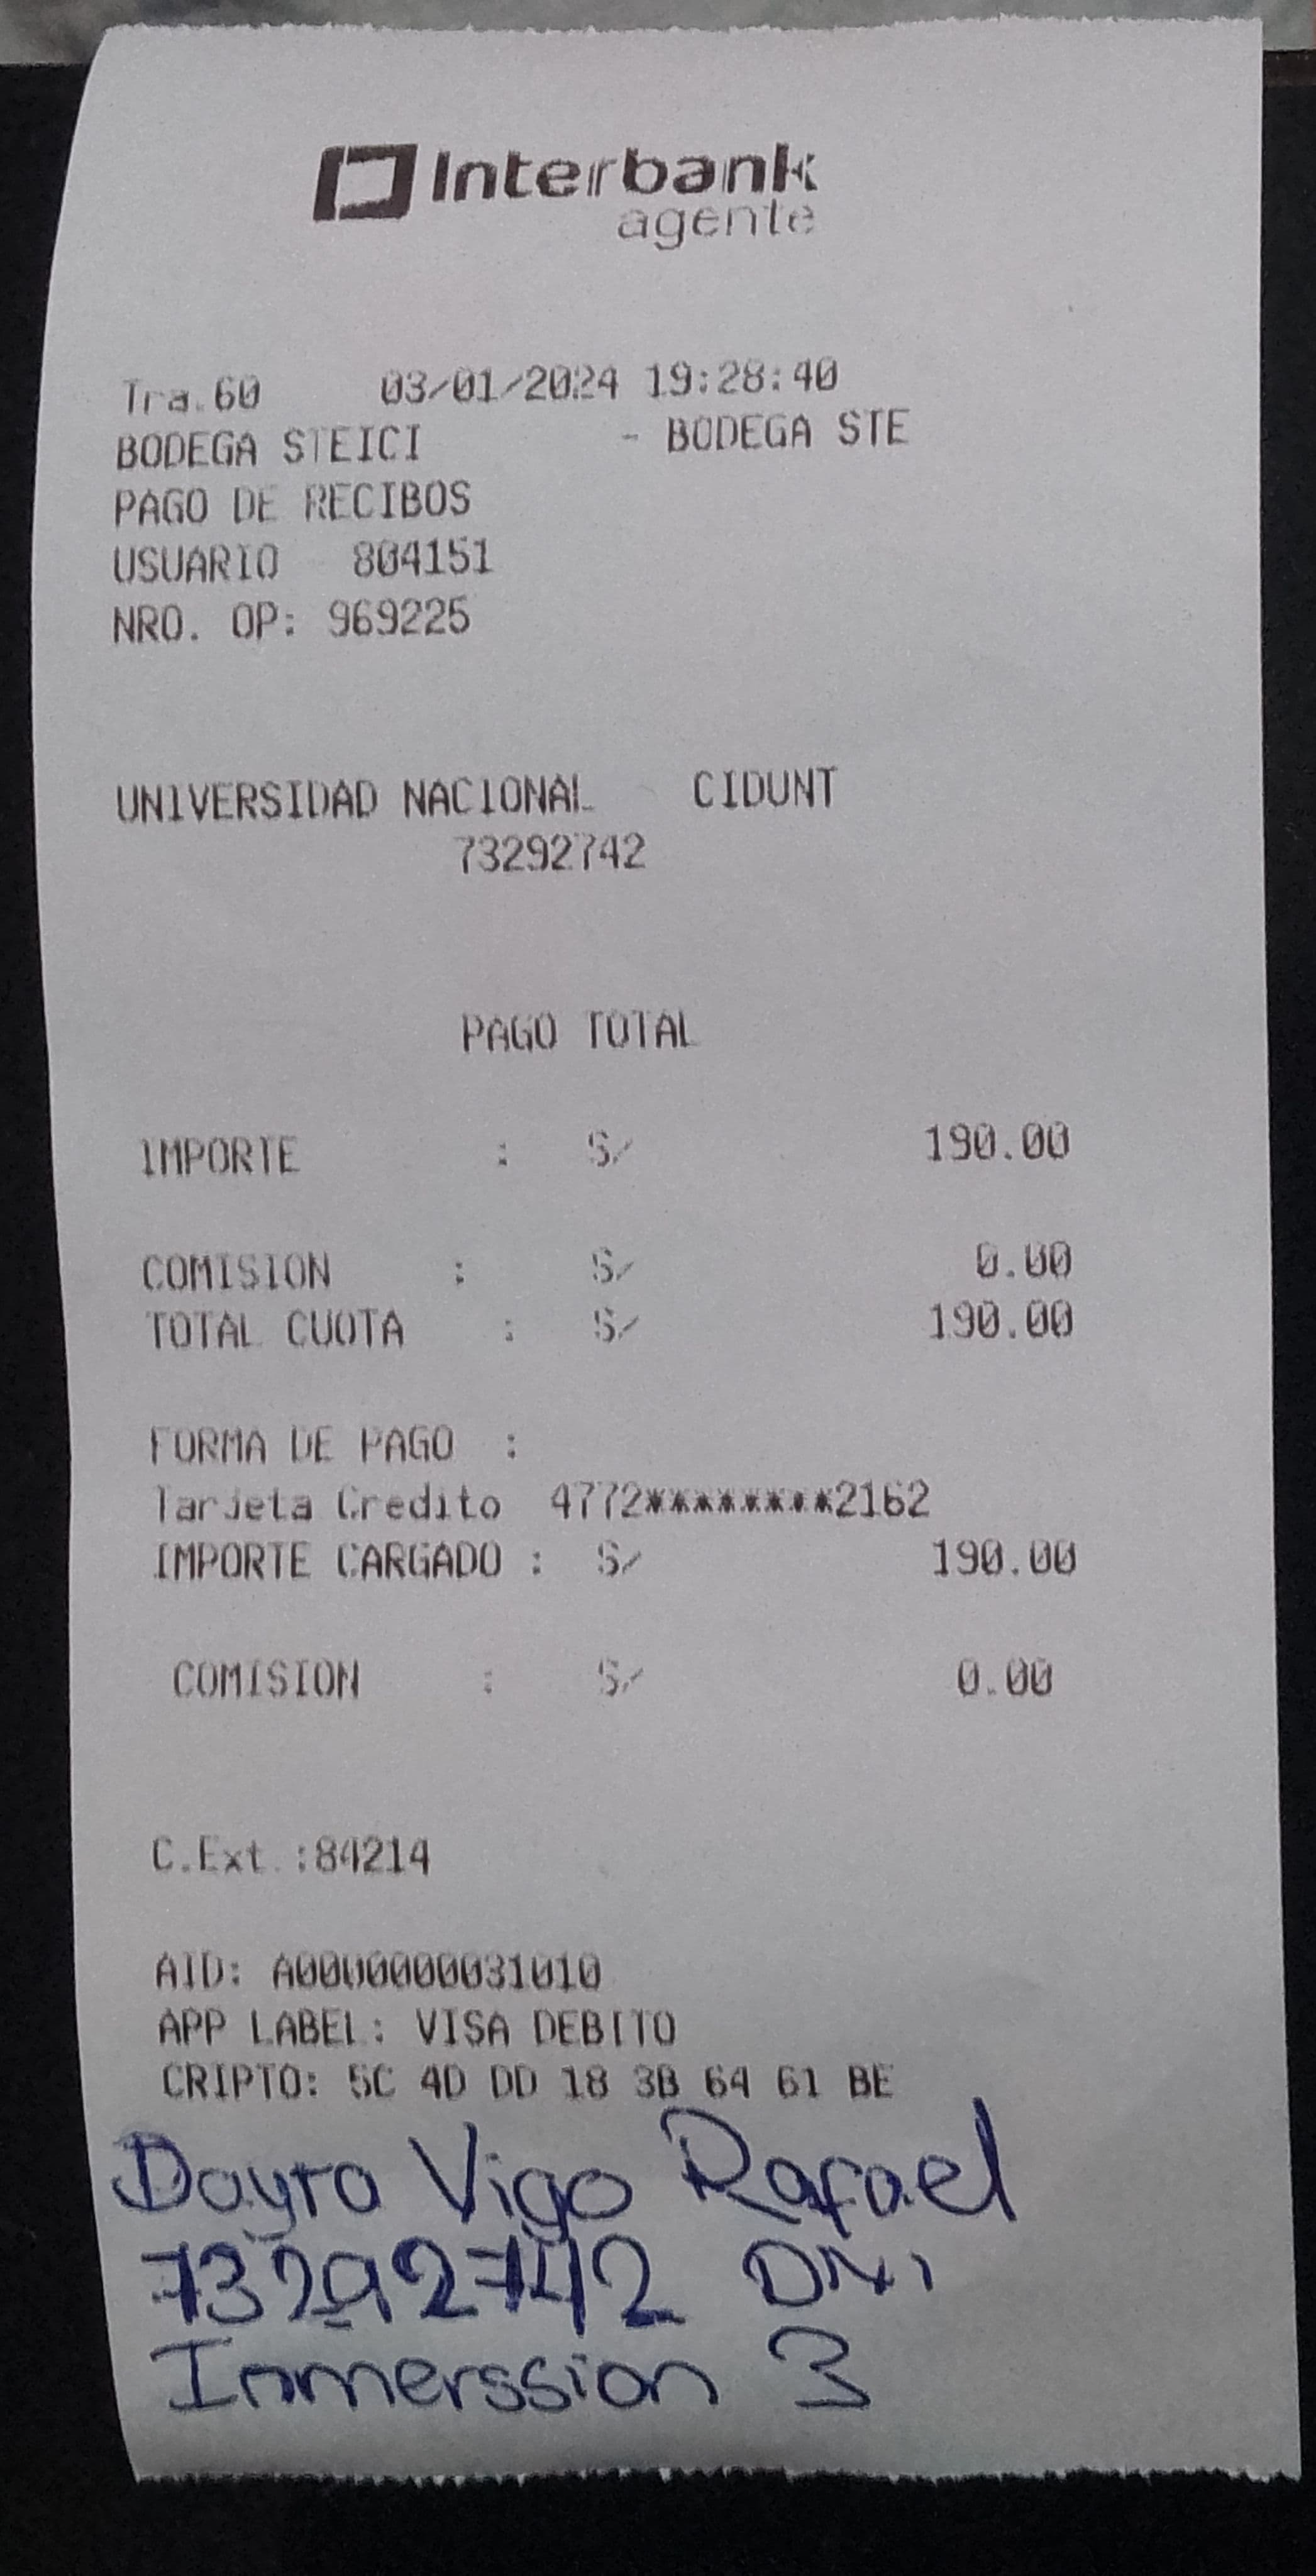 Interbank
agente
Tra.60 03/01/2024 19:28:40
BODEGA STEICI - BODEGA STE
PAGO DE RECIBOS
USUARIO 804151
NRO. OP: 969225
UNIVERSIDAD NACIONAL CIDUNT
73292742
PAGO TOTAL
IMPORTE : S/ 190.00
COMISION : S/ 0.00
TOTAL CUOTA : S/ 190.00
FORMA DE PAGO :
Tarjeta Credito 4772********2162
IMPORTE CARGADO : S/ 190.00
COMISION : S/ 0.00
C.Ext.:84214
AID: A0000000031010
APP LABEL: VISA DEBITO
CRIPTO: 5C 4D DD 18 3B 64 61 BE
Dayra Vigo Rafael
73292742 DNI
Inmerssion 3